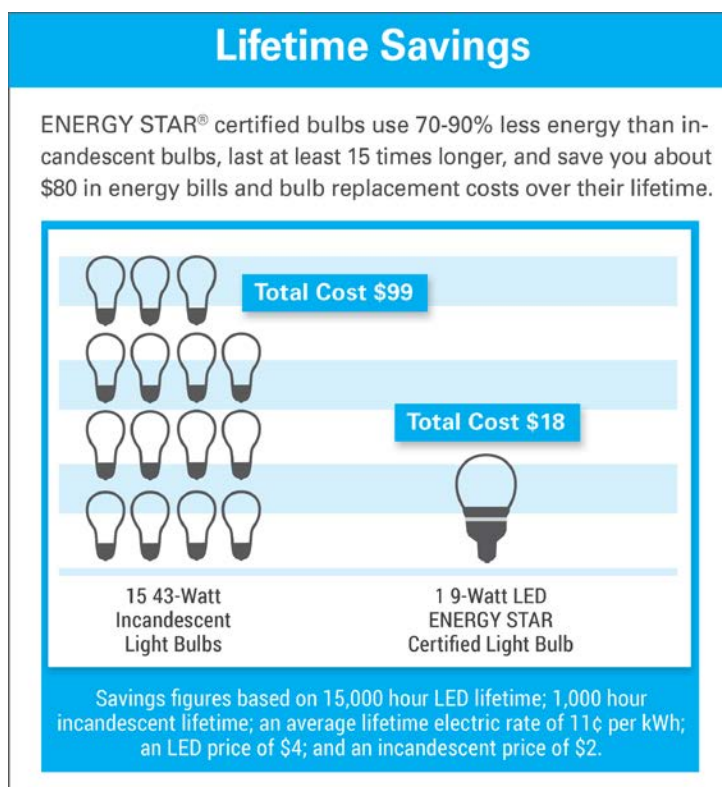 Lifetime Savings
ENERGY STAR® certified bulbs use 70-90% less energy than in-
candescent bulbs, last at least 15 times longer, and save you about
$80 in energy bills and bulb replacement costs over their lifetime.
Total Cost $99
Total Cost $18
15 43-Watt
Incandescent
Light Bulbs
1 9-Watt LED
ENERGY STAR
Certified Light Bulb
Savings figures based on 15,000 hour LED lifetime; 1,000 hour
incandescent lifetime; an average lifetime electric rate of 11¢ per kWh;
an LED price of $4; and an incandescent price of $2.